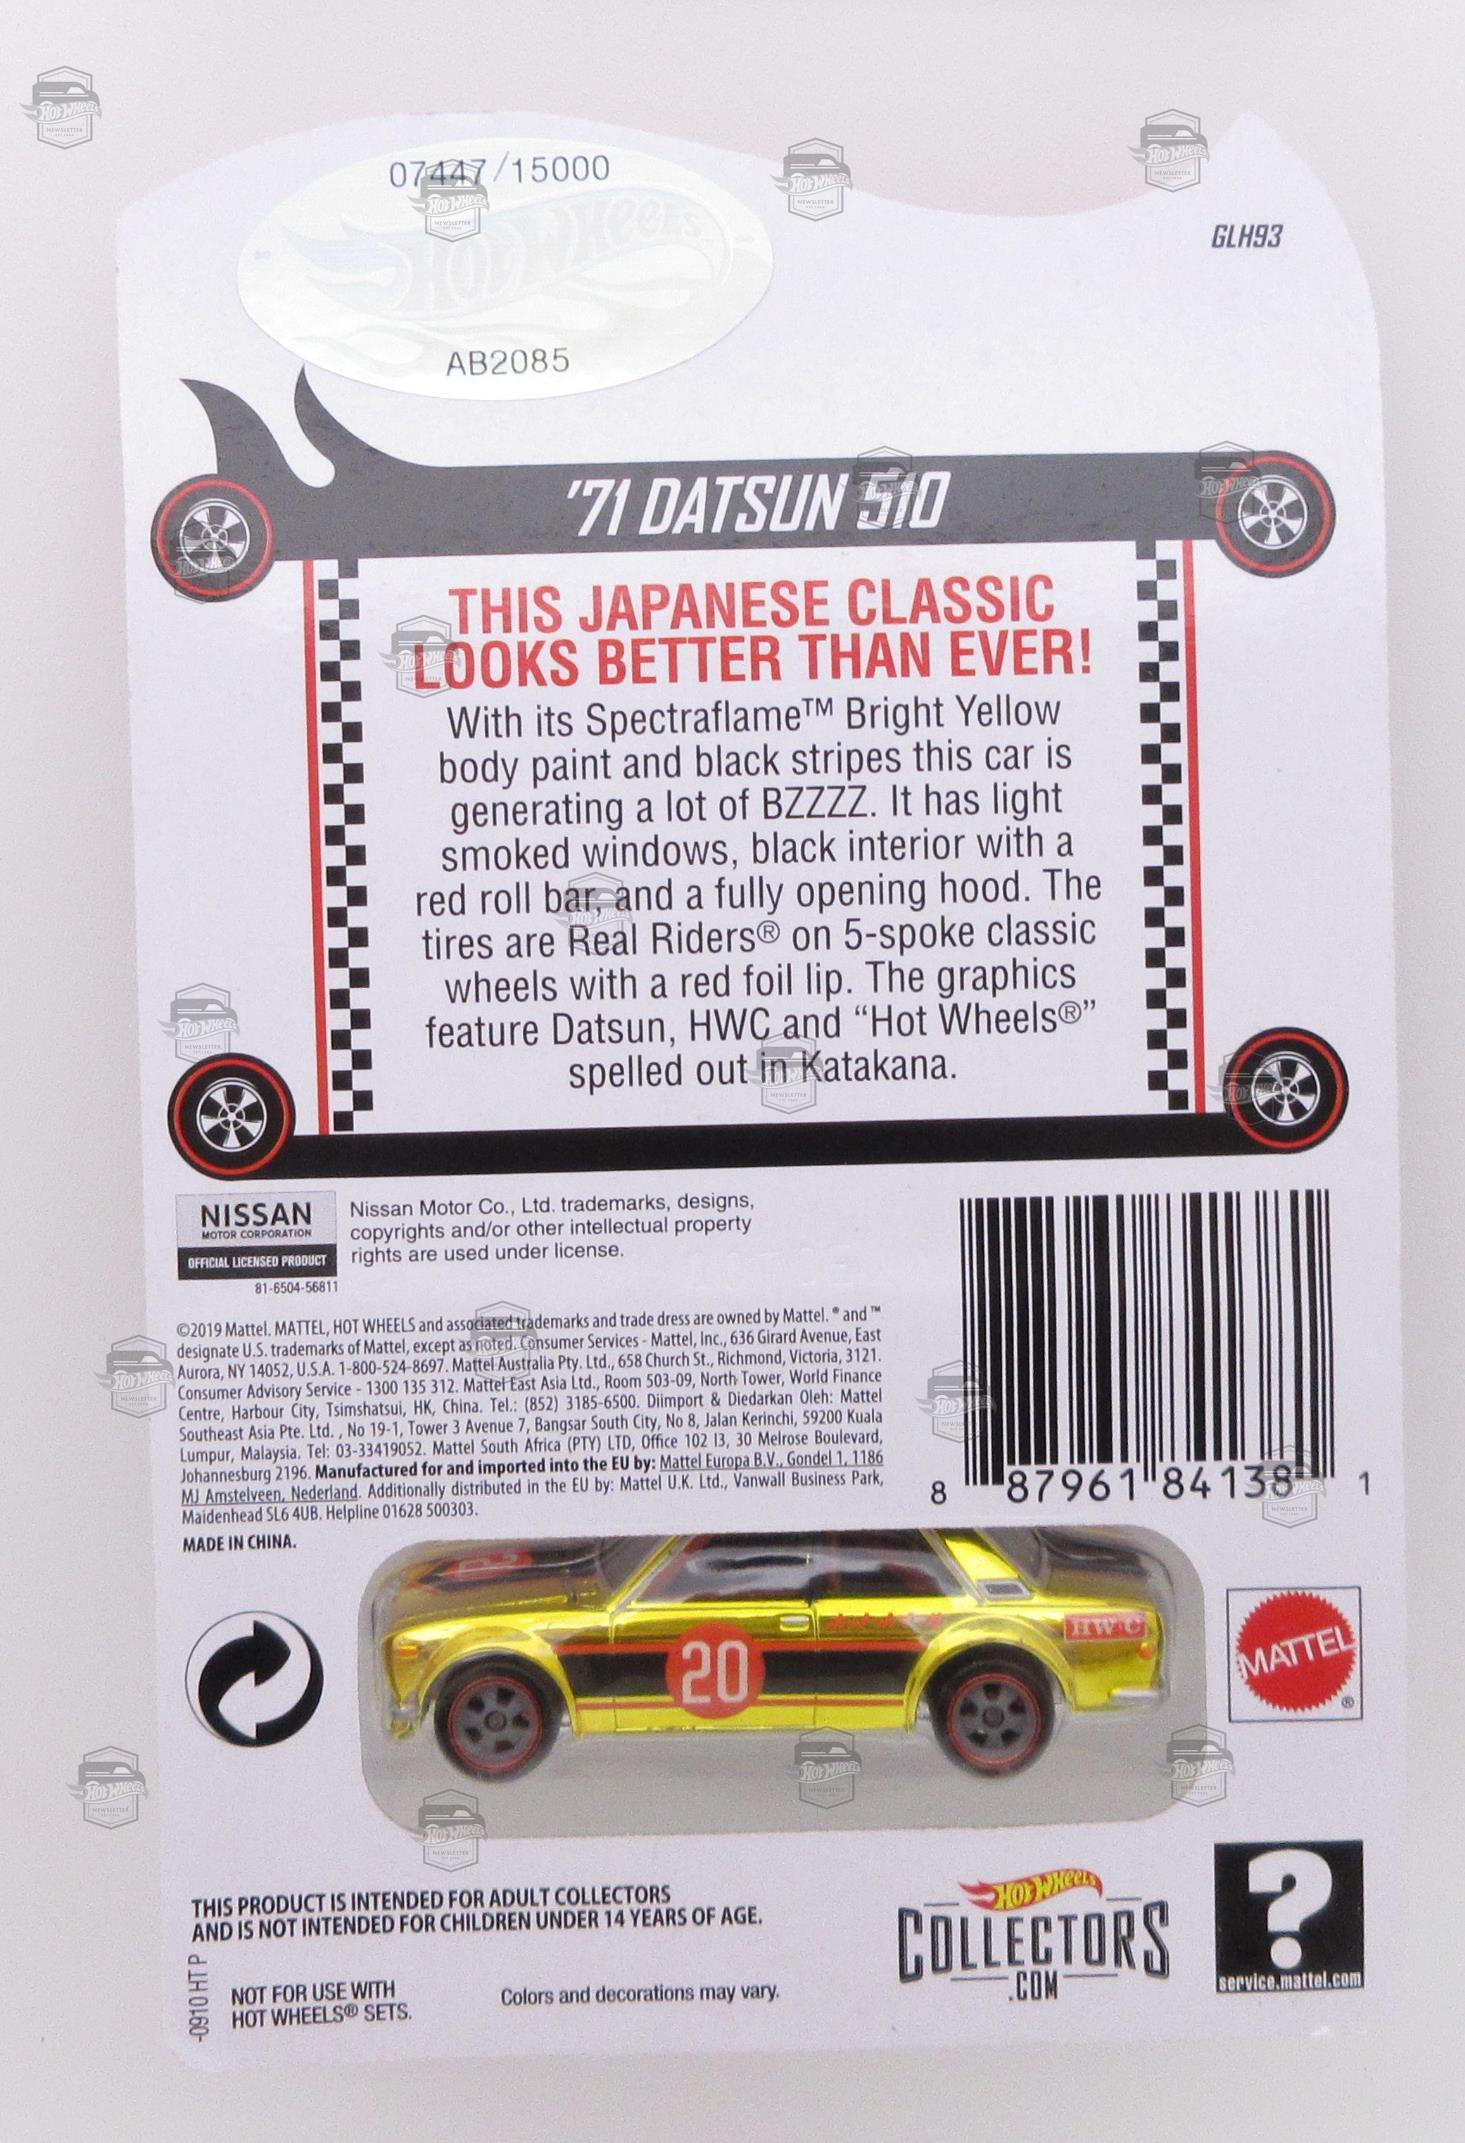 07447/15000
HOT WHEELS
AB2085
GLH93
'71 DATSUN 510
THIS JAPANESE CLASSIC
LOOKS BETTER THAN EVER!
With its Spectraflame™ Bright Yellow
body paint and black stripes this car is
generating a lot of BZZZZ. It has light
smoked windows, black interior with a
red roll bar, and a fully opening hood. The
tires are Real Riders® on 5-spoke classic
wheels with a red foil lip. The graphics
feature Datsun, HWC and “Hot Wheels®”
spelled out in Katakana.
NISSAN
MOTOR CORPORATION
OFFICIAL LICENSED PRODUCT
81-6504-56811
Nissan Motor Co., Ltd. trademarks, designs,
copyrights and/or other intellectual property
rights are used under license.
©2019 Mattel. MATTEL, HOT WHEELS and associated trademarks and trade dress are owned by Mattel. ® and ™
designate U.S. trademarks of Mattel, except as noted. Consumer Services - Mattel, Inc., 636 Girard Avenue, East
Aurora, NY 14052, U.S.A. 1-800-524-8697. Mattel Australia Pty. Ltd., 658 Church St., Richmond, Victoria, 3121.
Consumer Advisory Service - 1300 135 312. Mattel East Asia Ltd., Room 503-09, North Tower, World Finance
Centre, Harbour City, Tsimshatsui, HK, China. Tel.: (852) 3185-6500. Diimport & Diedarkan Oleh: Mattel
Southeast Asia Pte. Ltd. , No 19-1, Tower 3 Avenue 7, Bangsar South City, No 8, Jalan Kerinchi, 59200 Kuala
Lumpur, Malaysia. Tel: 03-33419052. Mattel South Africa (PTY) LTD, Office 102 I3, 30 Melrose Boulevard,
Johannesburg 2196. Manufactured for and imported into the EU by: Mattel Europa B.V., Gondel 1, 1186
MJ Amstelveen, Nederland. Additionally distributed in the EU by: Mattel U.K. Ltd., Vanwall Business Park,
Maidenhead SL6 4UB. Helpline 01628 500303.
MADE IN CHINA.
8 87961 84138 1
20
HWC
MATTEL
®
THIS PRODUCT IS INTENDED FOR ADULT COLLECTORS
AND IS NOT INTENDED FOR CHILDREN UNDER 14 YEARS OF AGE.
-0910 HT P
NOT FOR USE WITH
HOT WHEELS® SETS.
Colors and decorations may vary.
HOT WHEELS
COLLECTORS
.COM
?
service.mattel.com
HOT WHEELS
NEWSLETTER